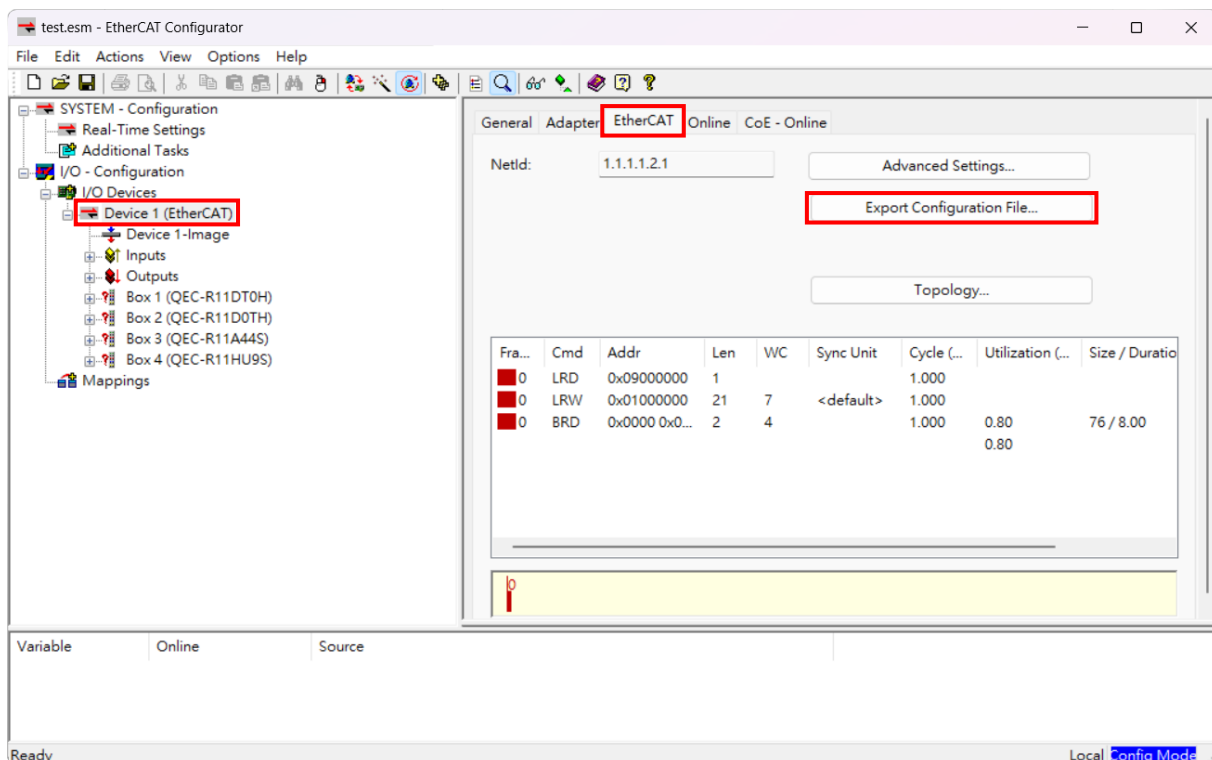 test.esm - EtherCAT Configurator
File Edit Actions View Options Help
SYSTEM - Configuration
Real-Time Settings
Additional Tasks
I/O - Configuration
I/O Devices
Device 1 (EtherCAT)
Device 1-Image
Inputs
Outputs
Box 1 (QEC-R11DT0H)
Box 2 (QEC-R11D0TH)
Box 3 (QEC-R11A44S)
Box 4 (QEC-R11HU9S)
Mappings
General Adapter EtherCAT Online CoE - Online
NetId: 1.1.1.1.2.1 Advanced Settings...
Export Configuration File...
Topology...
Fra... Cmd Addr Len WC Sync Unit Cycle (... Utilization (... Size / Duratio
0 LRD 0x09000000 1 1.000
0 LRW 0x01000000 21 7 <default> 1.000
0 BRD 0x0000 0x0... 2 4 1.000 0.80 76 / 8.00
0.80
0
Variable Online Source
Ready Local Config Mode